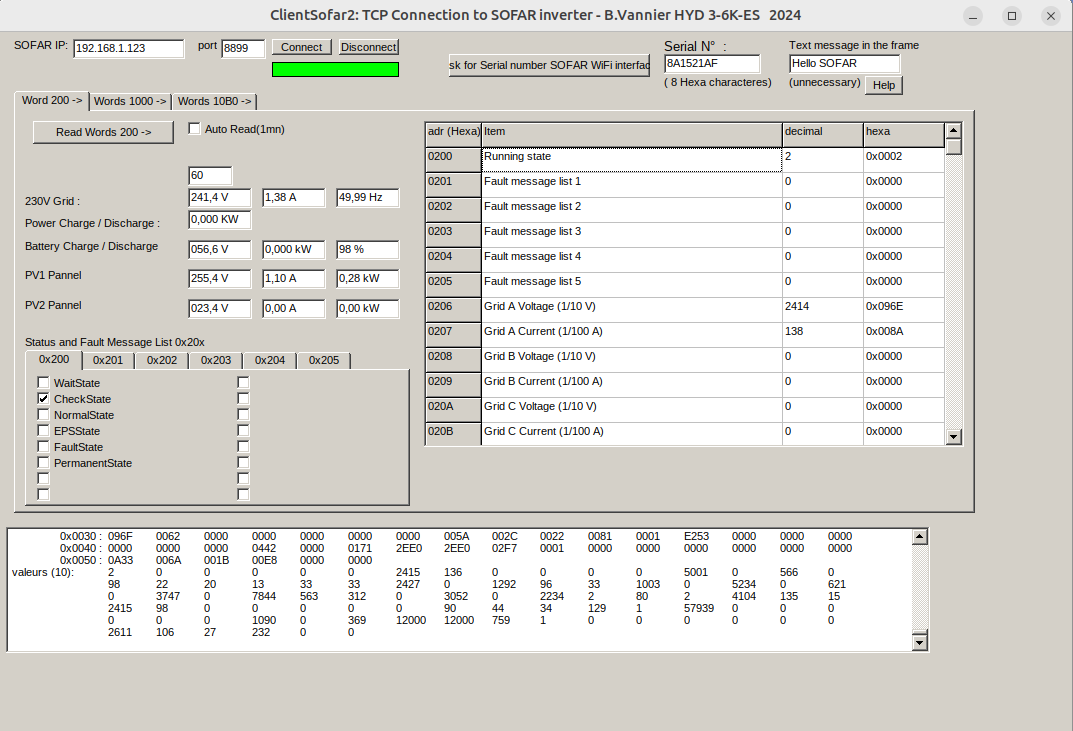 ClientSofar2: TCP Connection to SOFAR inverter - B.Vannier HYD 3-6K-ES 2024
SOFAR IP: 192.168.1.123 port 8899 Connect Disconnect
sk for Serial number SOFAR WiFi interfac
Serial N° :
8A1521AF
( 8 Hexa characteres)
Text message in the frame
Hello SOFAR
(unnecessary) Help
Word 200 -> Words 1000 -> Words 10B0 ->
Read Words 200 -> Auto Read(1mn)
60
230V Grid : 241,4 V 1,38 A 49,99 Hz
Power Charge / Discharge : 0,000 KW
Battery Charge / Discharge 056,6 V 0,000 kW 98 %
PV1 Pannel 255,4 V 1,10 A 0,28 kW
PV2 Pannel 023,4 V 0,00 A 0,00 kW
Status and Fault Message List 0x20x
0x200 0x201 0x202 0x203 0x204 0x205
WaitState
CheckState
NormalState
EPSState
FaultState
PermanentState
adr (Hexa) Item decimal hexa
0200 Running state 2 0x0002
0201 Fault message list 1 0 0x0000
0202 Fault message list 2 0 0x0000
0203 Fault message list 3 0 0x0000
0204 Fault message list 4 0 0x0000
0205 Fault message list 5 0 0x0000
0206 Grid A Voltage (1/10 V) 2414 0x096E
0207 Grid A Current (1/100 A) 138 0x008A
0208 Grid B Voltage (1/10 V) 0 0x0000
0209 Grid B Current (1/100 A) 0 0x0000
020A Grid C Voltage (1/10 V) 0 0x0000
020B Grid C Current (1/100 A) 0 0x0000
0x0030 : 096F 0062 0000 0000 0000 0000 0000 005A 002C 0022 0081 0001 E253 0000 0000 0000
0x0040 : 0000 0000 0000 0442 0000 0171 2EE0 2EE0 02F7 0001 0000 0000 0000 0000 0000 0000
0x0050 : 0A33 006A 001B 00E8 0000 0000
valeurs (10): 2 0 0 0 0 0 2415 136 0 0 0 0 5001 0 566 0
98 22 20 13 33 33 2427 0 1292 96 33 1003 0 5234 0 621
0 3747 0 7844 563 312 0 3052 0 2234 2 80 2 4104 135 15
2415 98 0 0 0 0 0 90 44 34 129 1 57939 0 0 0
0 0 0 1090 0 369 12000 12000 759 1 0 0 0 0 0 0
2611 106 27 232 0 0